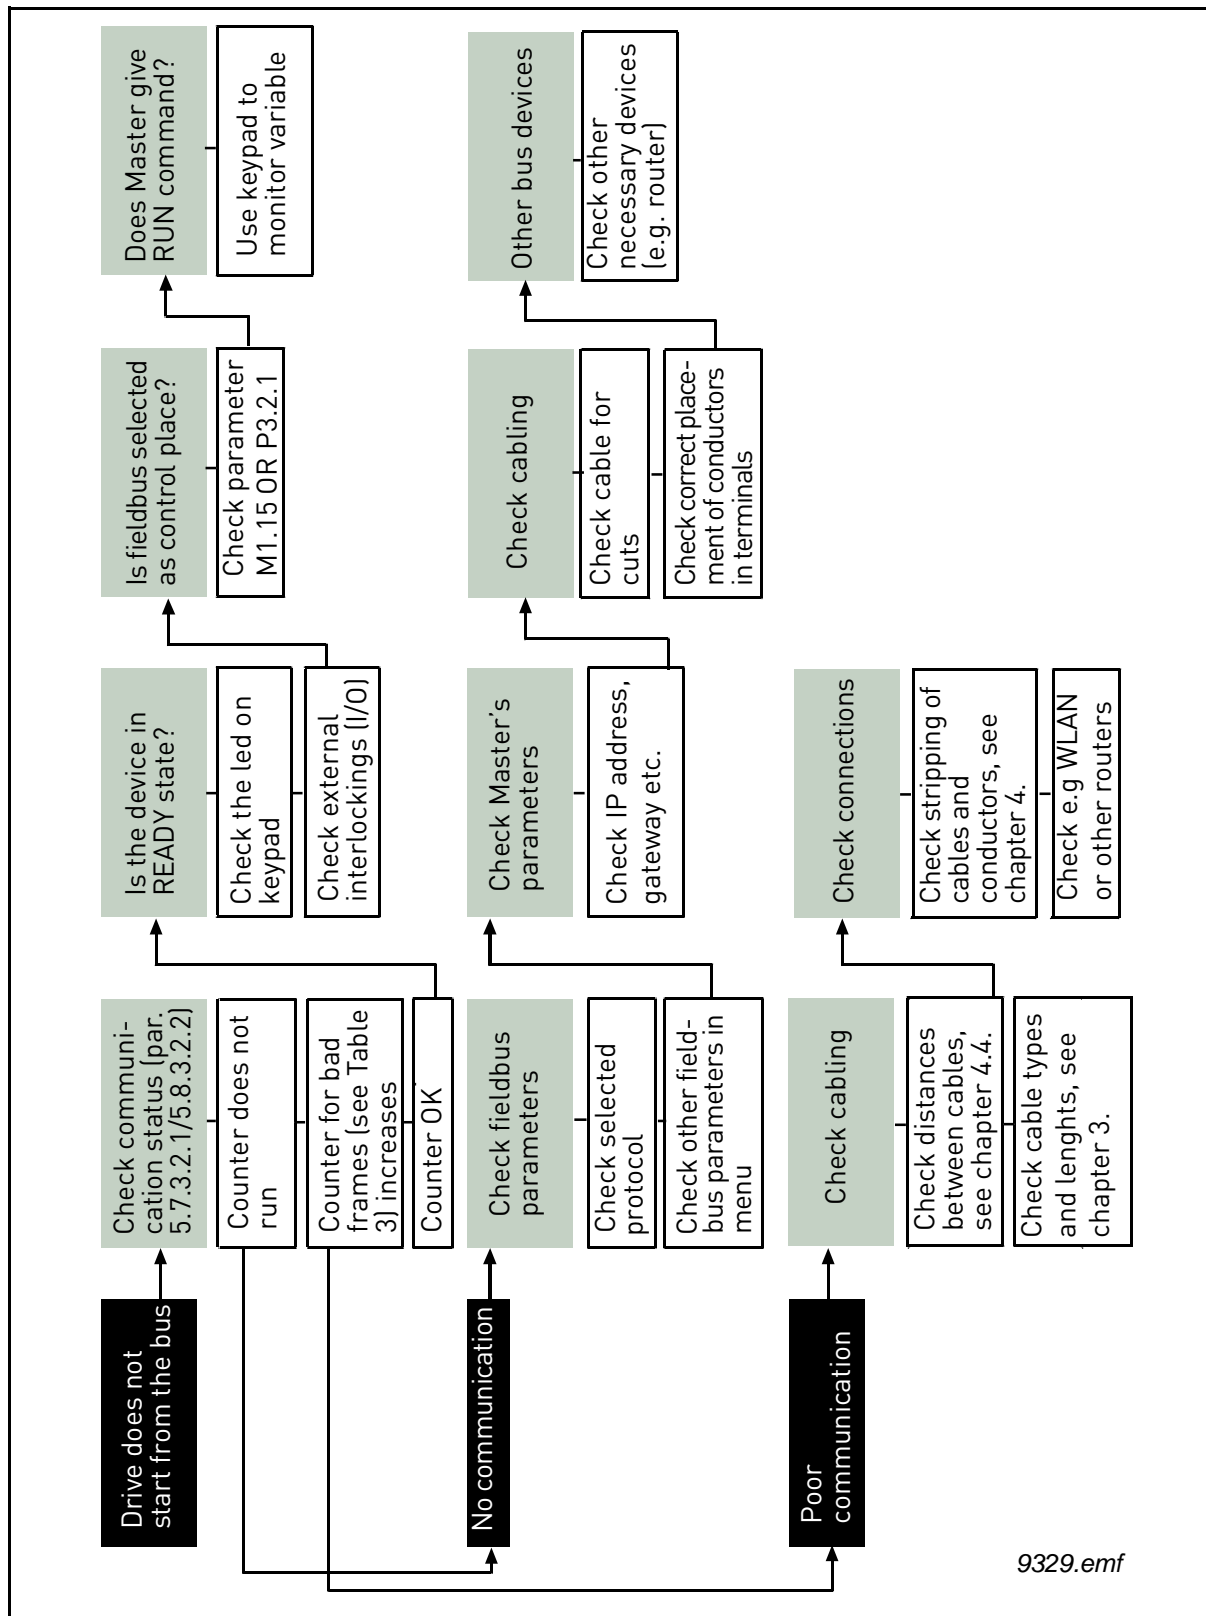 Drive does not
start from the bus
Check communi-
cation status (par.
5.7.3.2.1/5.8.3.2.2)
Counter does not
run
Counter for bad
frames (see Table
3) increases
Counter OK
Is the device in
READY state?
Check the led on
keypad
Check external
interlockings (I/O)
Is fieldbus selected
as control place?
Check parameter
M1.15 OR P3.2.1
Does Master give
RUN command?
Use keypad to
monitor variable
No communication
Check fieldbus
parameters
Check selected
protocol
Check other field-
bus parameters in
menu
Check Master's
parameters
Check IP address,
gateway etc.
Check cabling
Check cable for
cuts
Check correct place-
ment of conductors
in terminals
Other bus devices
Check other
necessary devices
(e.g. router)
Poor
communication
Check cabling
Check distances
between cables,
see chapter 4.4.
Check cable types
and lenghts, see
chapter 3.
Check connections
Check stripping of
cables and
conductors, see
chapter 4.
Check e.g WLAN
or other routers
9329.emf